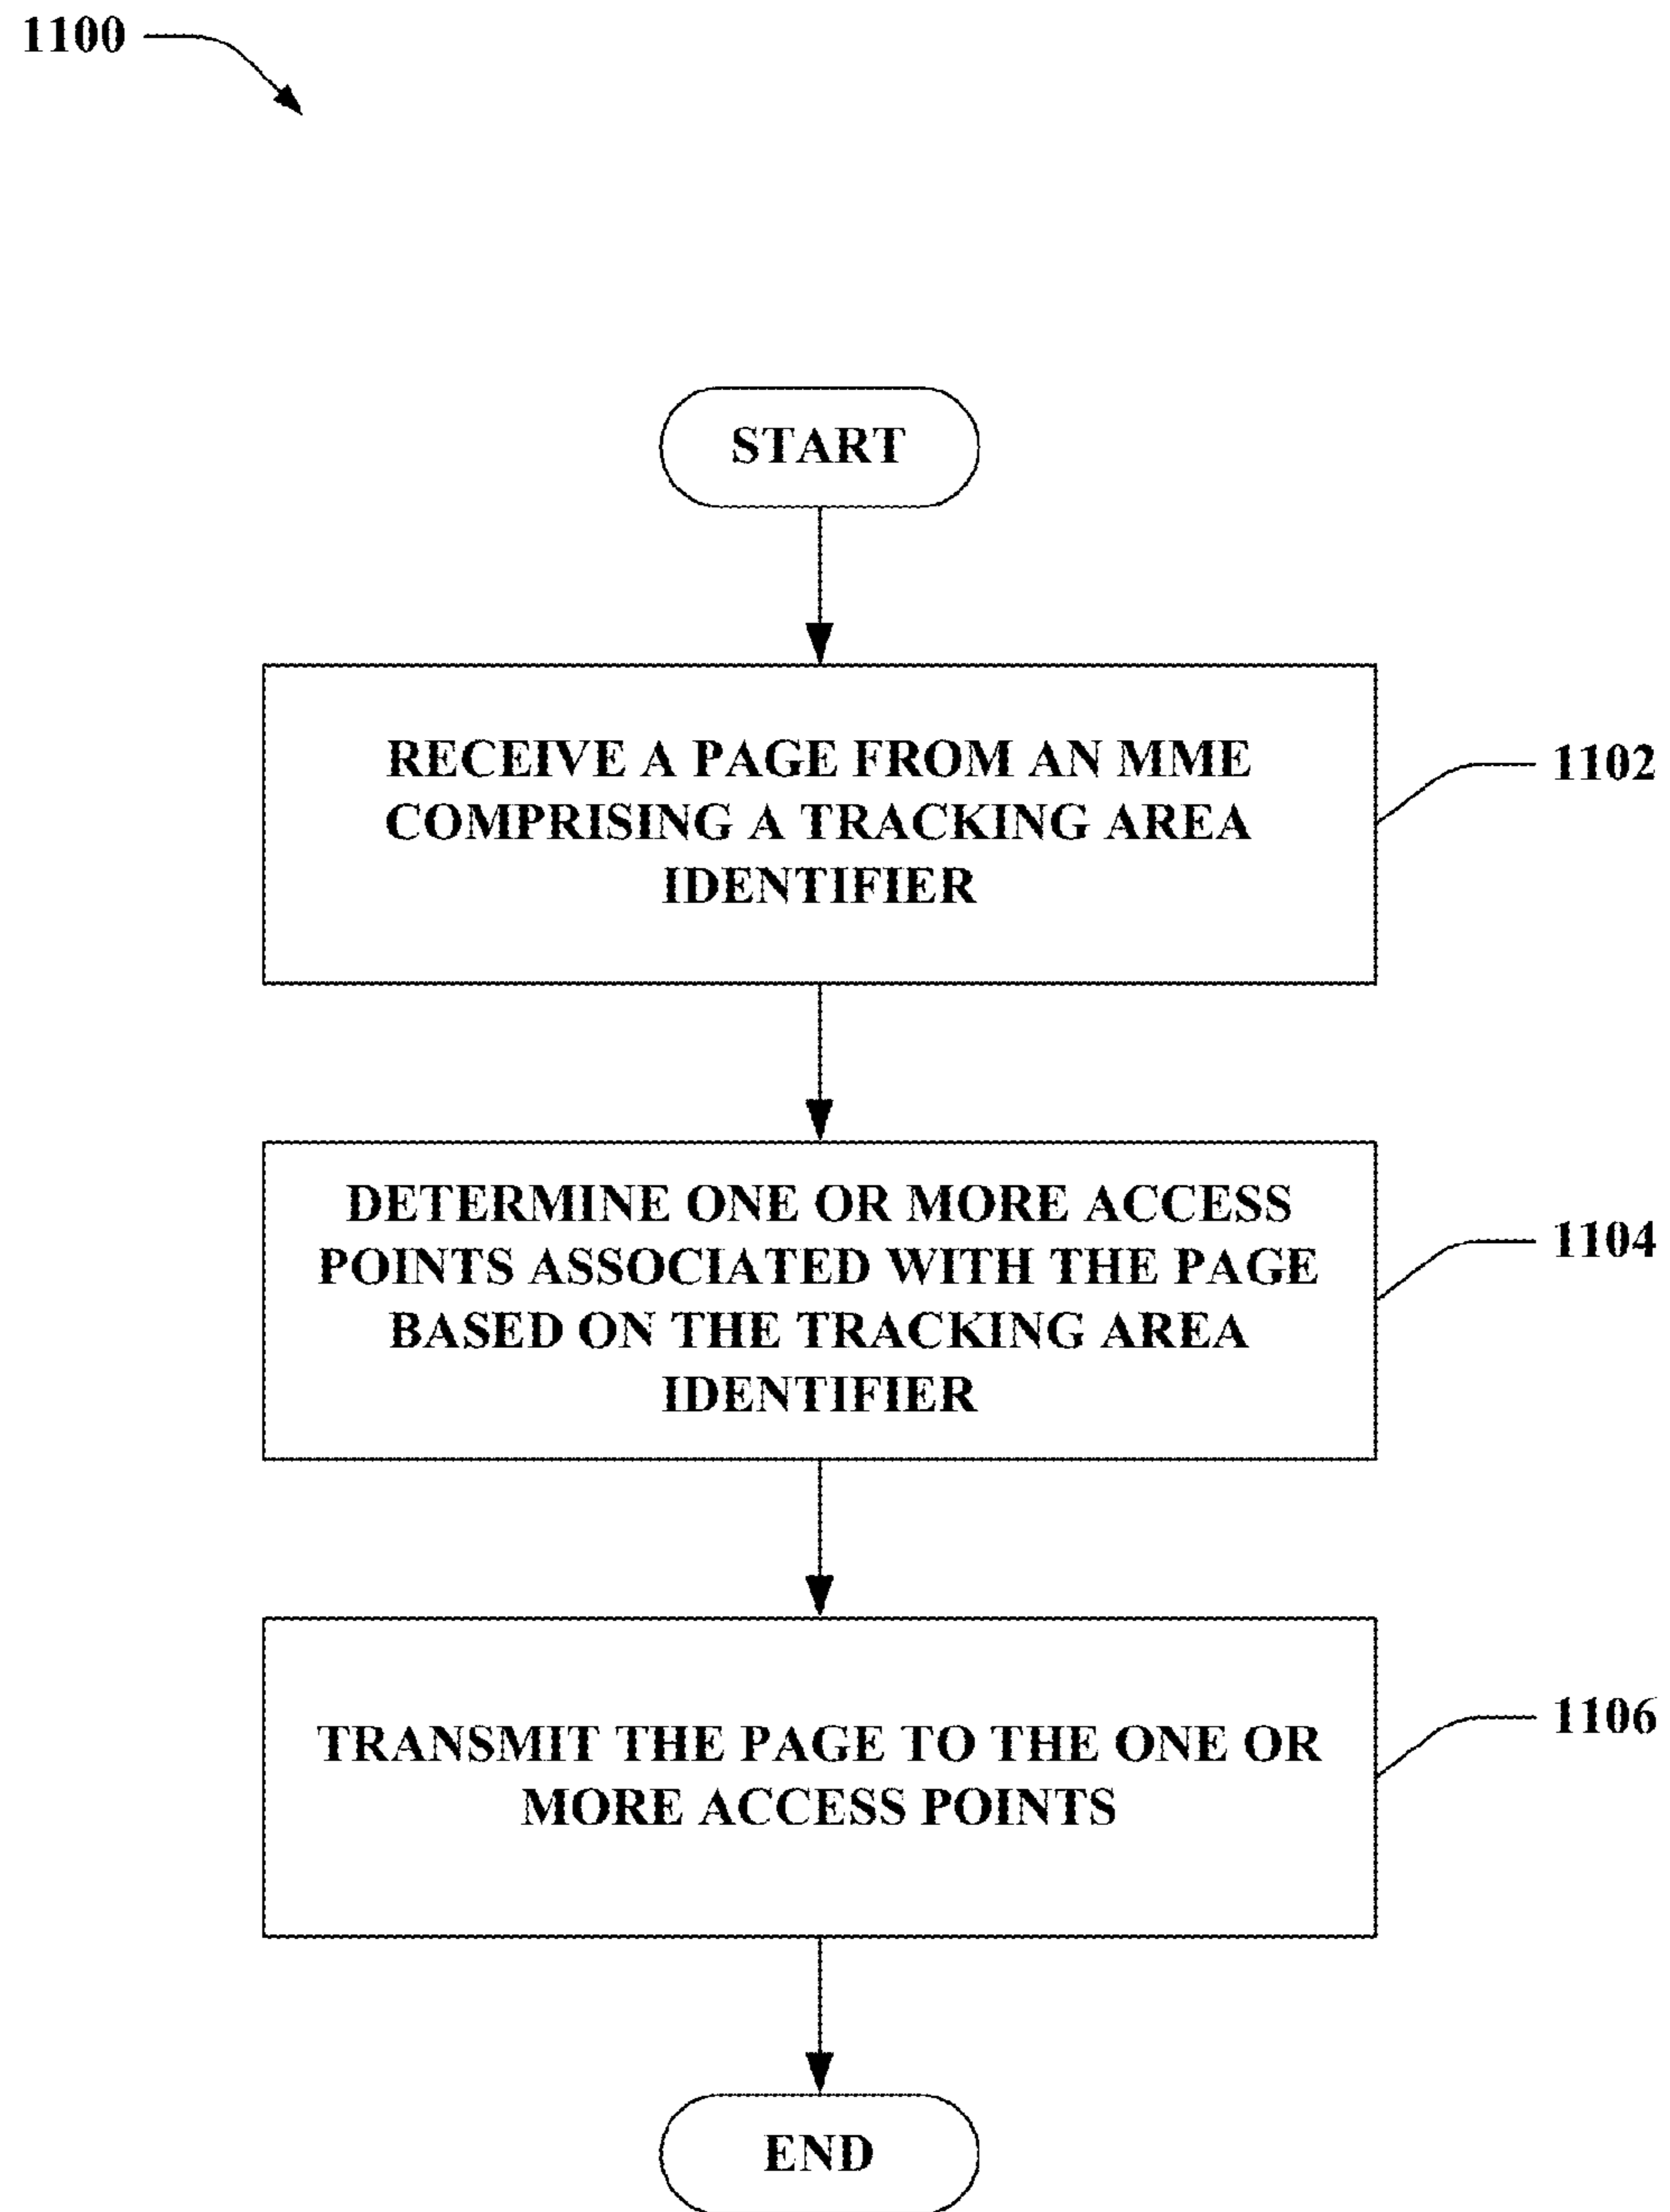 1100
START
RECEIVE A PAGE FROM AN MME
COMPRISING A TRACKING AREA
IDENTIFIER
1102
DETERMINE ONE OR MORE ACCESS
POINTS ASSOCIATED WITH THE PAGE
BASED ON THE TRACKING AREA
IDENTIFIER
1104
TRANSMIT THE PAGE TO THE ONE OR
MORE ACCESS POINTS
1106
END